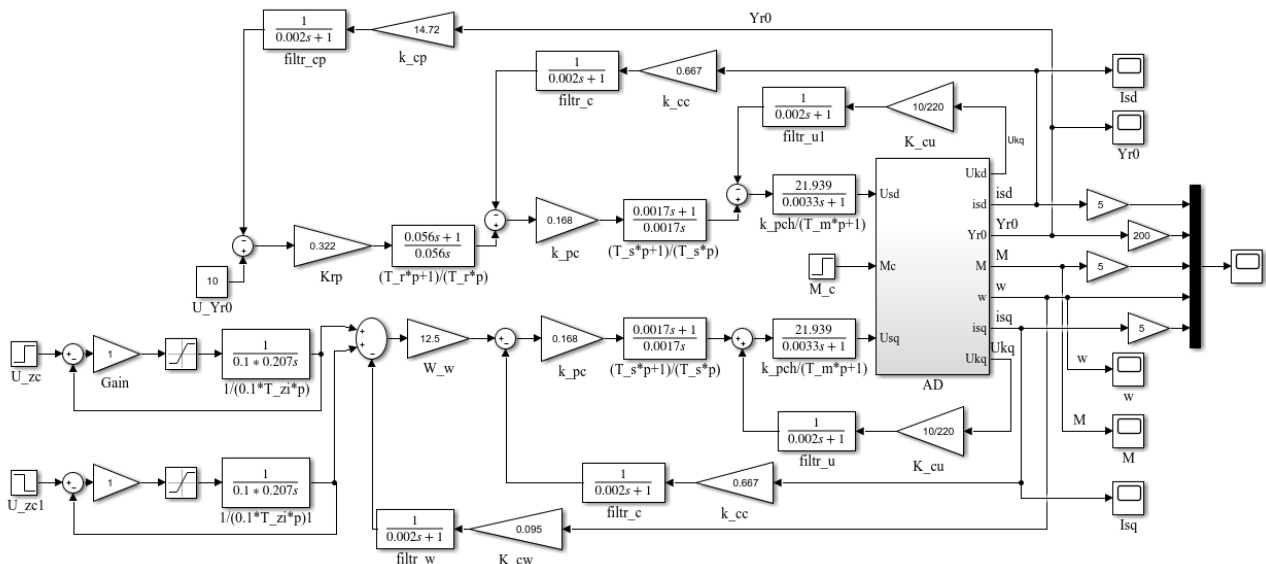 Yr0
1
0.002s + 1
filtr_cp
14.72
k_cp
1
0.002s + 1
filtr_c
0.667
k_cc
Isd
1
0.002s + 1
filtr_u1
10/220
K_cu
Ukq
Yr0
21.939
0.0033s + 1
k_pch/(T_m*p+1)
Usd
Ukd
isd
isd
5
0.168
k_pc
0.0017s + 1
0.0017s
(T_s*p+1)/(T_s*p)
0.322
Krp
0.056s + 1
0.056s
(T_r*p+1)/(T_r*p)
10
U_Yr0
M_c
Mc
Yr0
Yr0
200
M
M
5
w
w
isq
isq
5
Usq
Ukq
Ukq
AD
w
w
U_zc
1
Gain
1
0.1 * 0.207s
1/(0.1*T_zi*p)
12.5
W_w
0.168
k_pc
0.0017s + 1
0.0017s
(T_s*p+1)/(T_s*p)
21.939
0.0033s + 1
k_pch/(T_m*p+1)
1
0.002s + 1
filtr_u
10/220
K_cu
M
M
U_zc1
1
1
0.1 * 0.207s
1/(0.1*T_zi*p)1
1
0.002s + 1
filtr_c
0.667
k_cc
Isq
1
0.002s + 1
filtr_w
0.095
K_cw